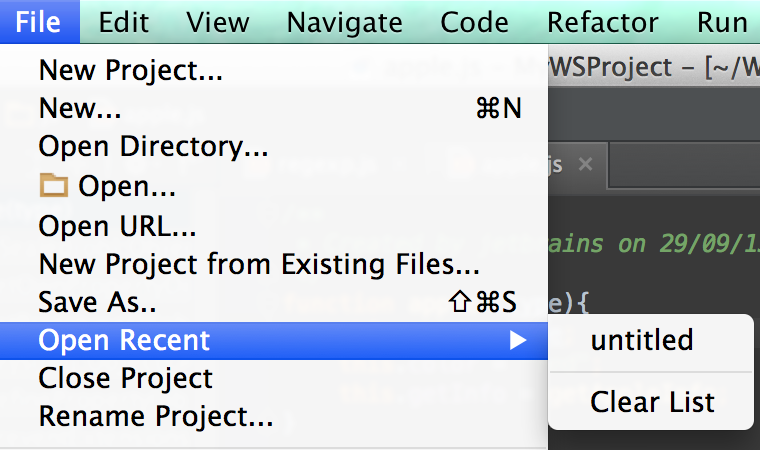 File Edit View Navigate Code Refactor Run
New Project...
WSProject – [~/W
New... ⌘N
Open Directory...
js ×
Open...
Open URL...
ains on 29/09/1
New Project from Existing Files...
Save As.. ⇧⌘S
e){
Open Recent ▶
untitled
Close Project
Clear List
Rename Project...